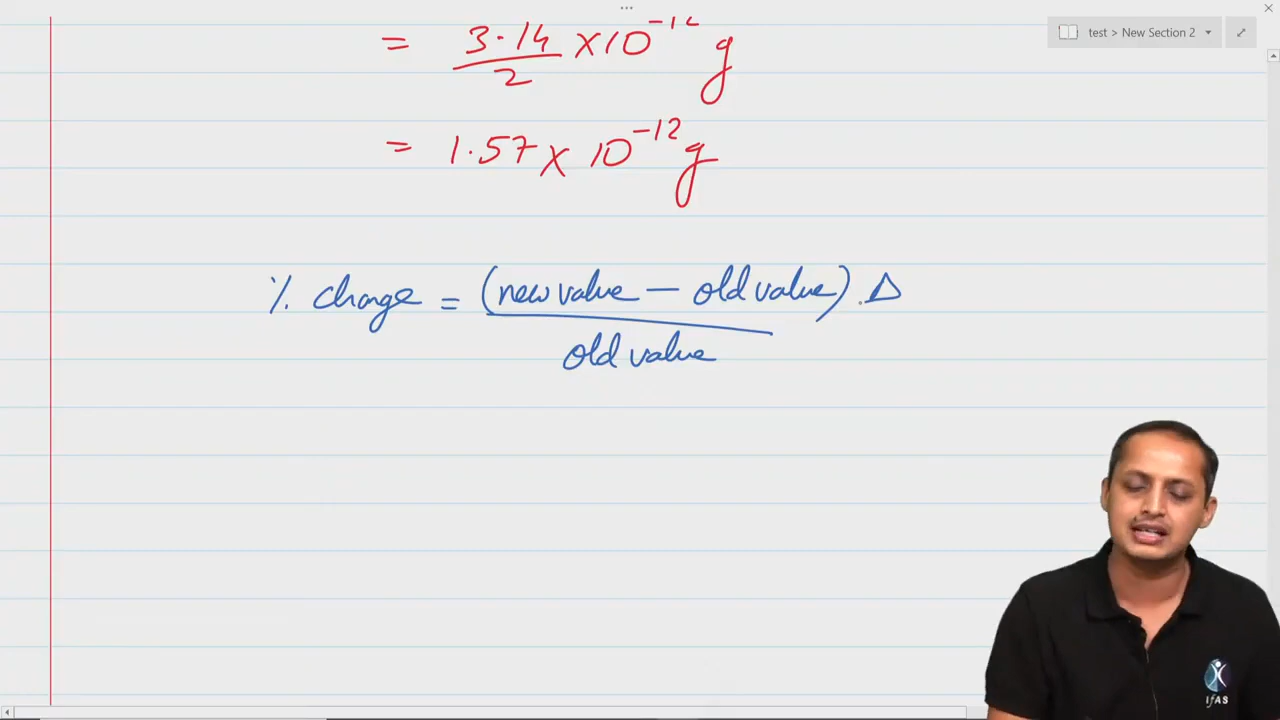 ...
test > New Section 2
= 3.14/2 × 10^-12 g
= 1.57 × 10^-12 g
% change = (new value - old value) . Δ
old value
ifAS